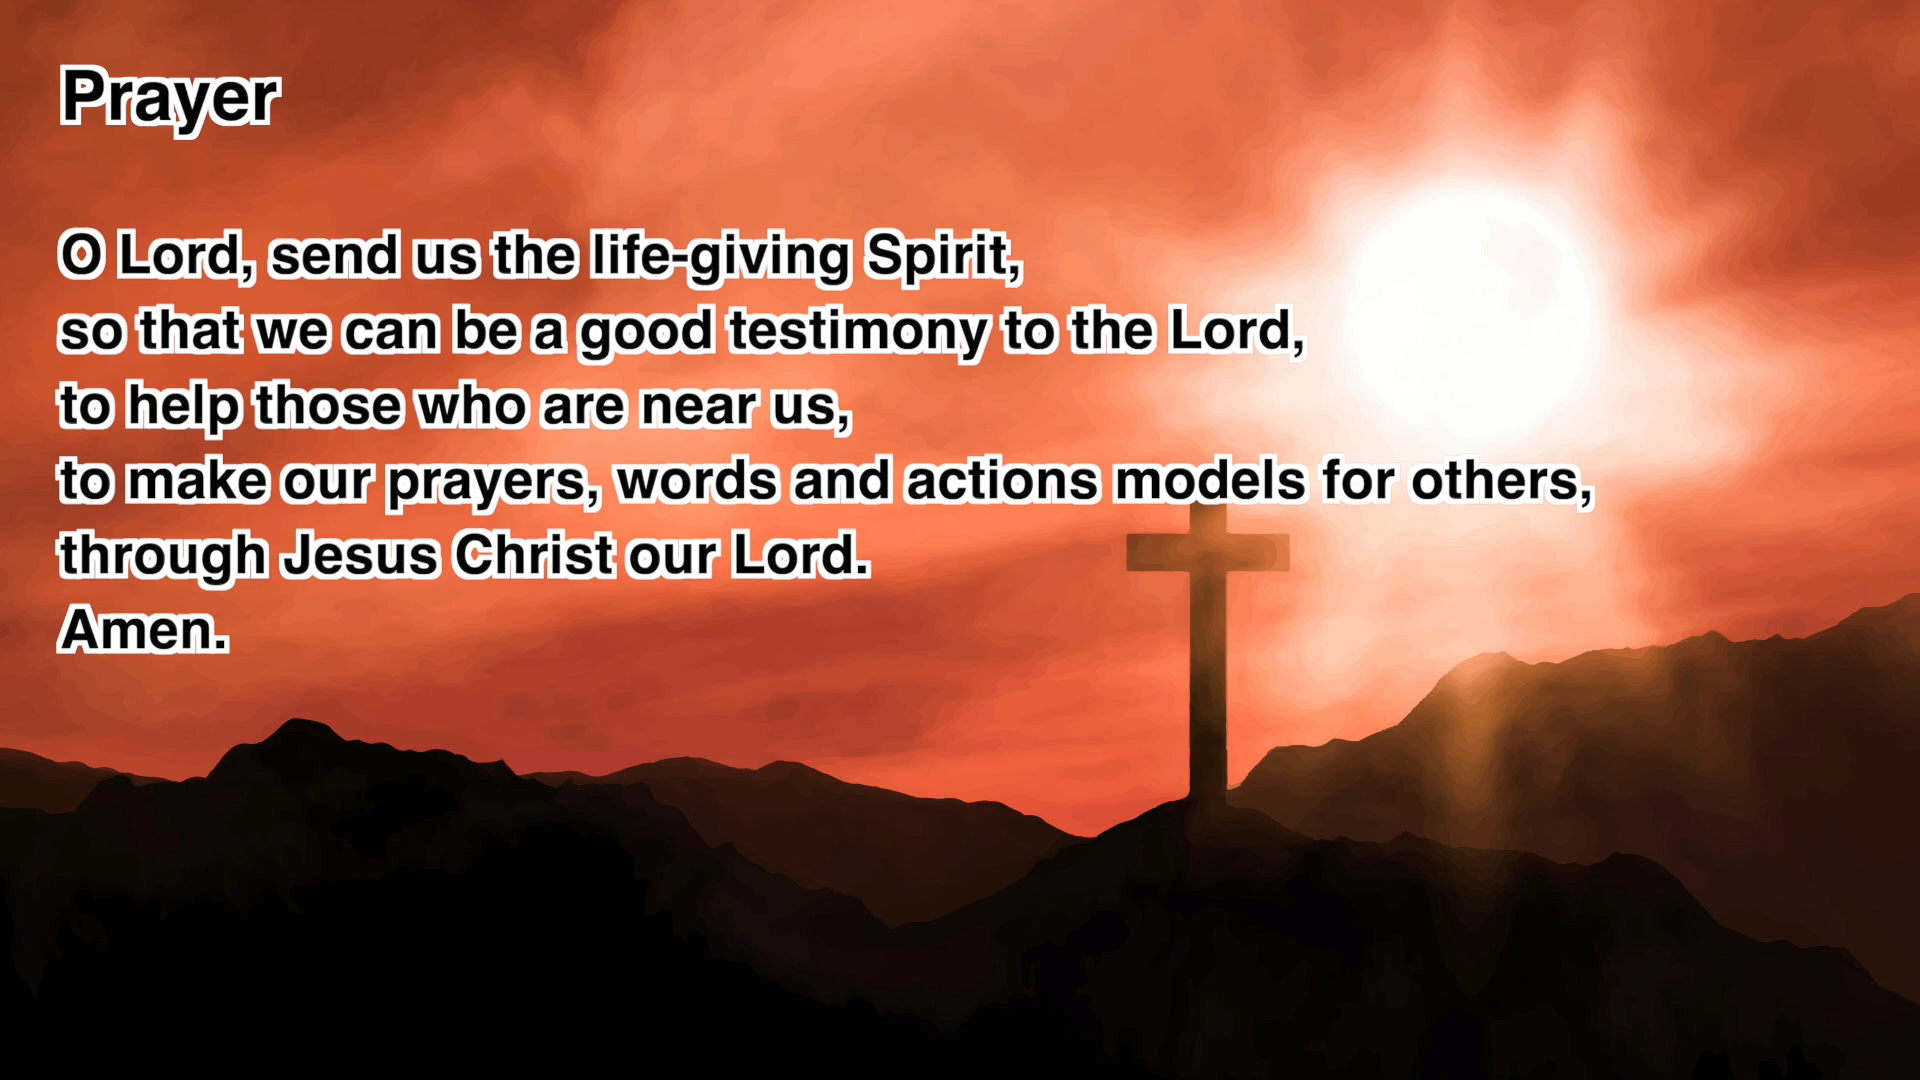 Prayer
O Lord, send us the life-giving Spirit,
so that we can be a good testimony to the Lord,
to help those who are near us,
to make our prayers, words and actions models for others,
through Jesus Christ our Lord.
Amen.